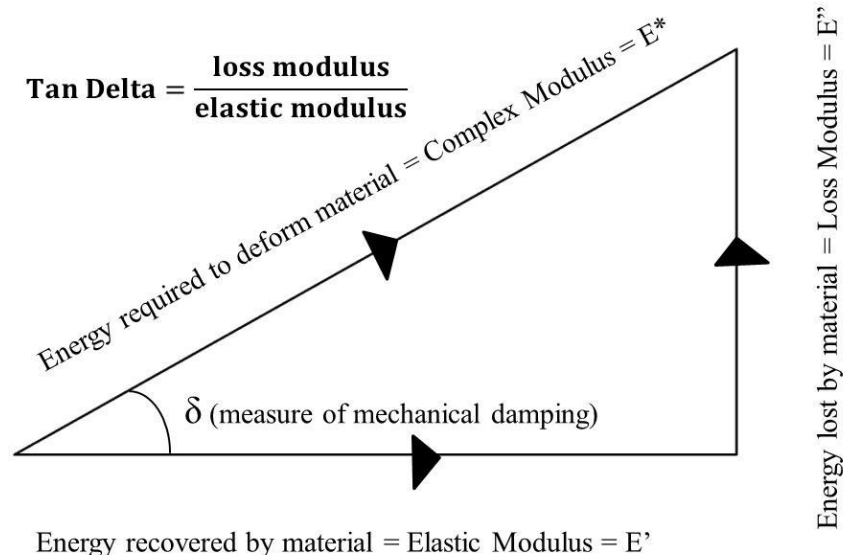 Tan Delta = loss modulus
elastic modulus
Energy required to deform material = Complex Modulus = E*
Energy lost by material = Loss Modulus = E”
δ (measure of mechanical damping)
Energy recovered by material = Elastic Modulus = E’